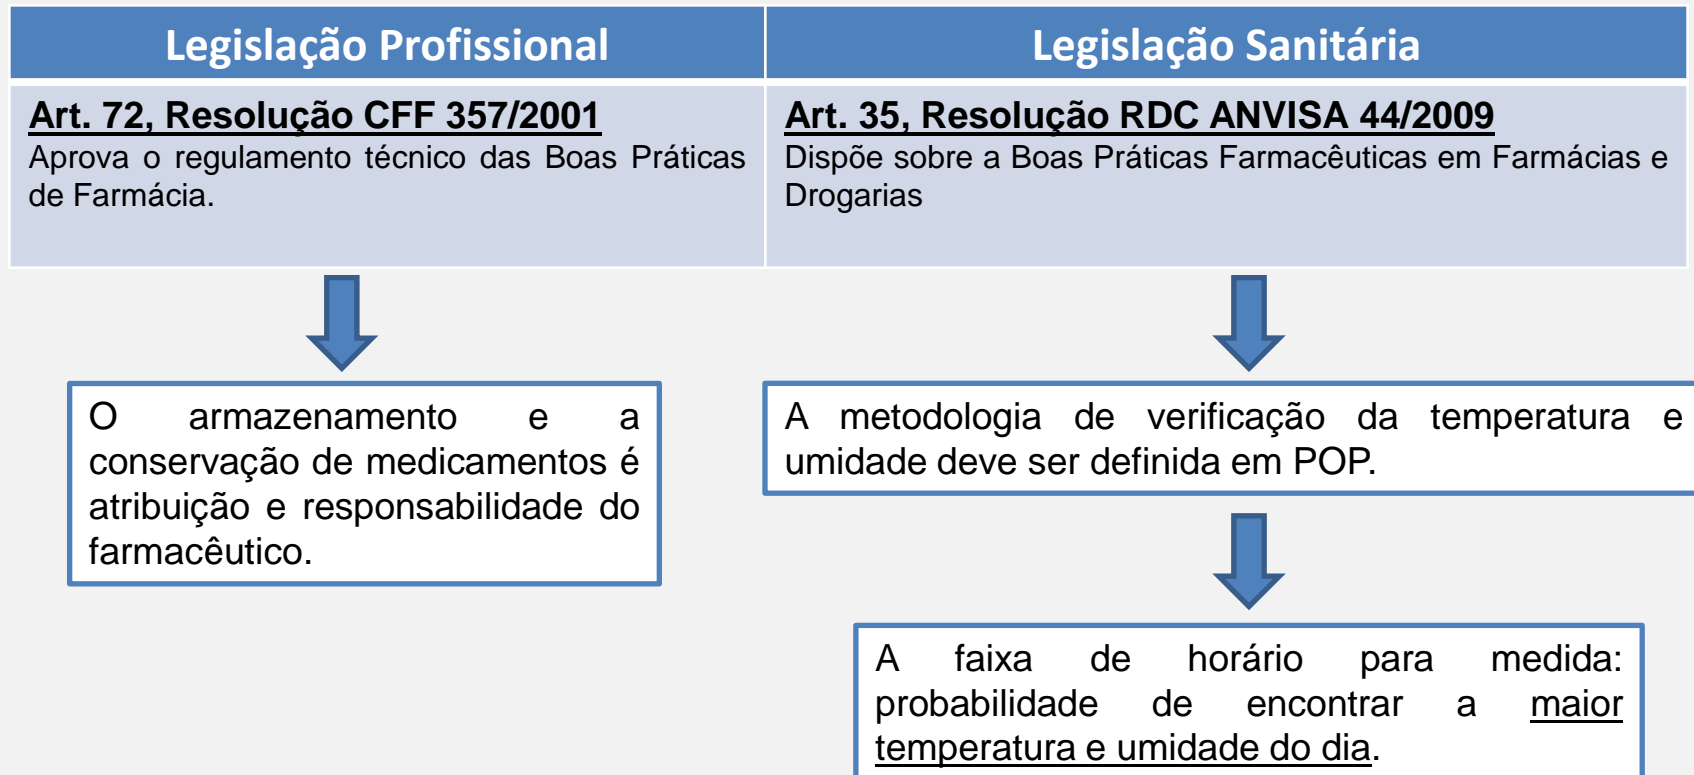 Legislação Profissional
Legislação Sanitária
Art. 72, Resolução CFF 357/2001
Aprova o regulamento técnico das Boas Práticas
de Farmácia.
Art. 35, Resolução RDC ANVISA 44/2009
Dispõe sobre a Boas Práticas Farmacêuticas em Farmácias e
Drogarias
O armazenamento e a
conservação de medicamentos é
atribuição e responsabilidade do
farmacêutico.
A metodologia de verificação da temperatura e
umidade deve ser definida em POP.
A faixa de horário para medida:
probabilidade de encontrar a maior
temperatura e umidade do dia.